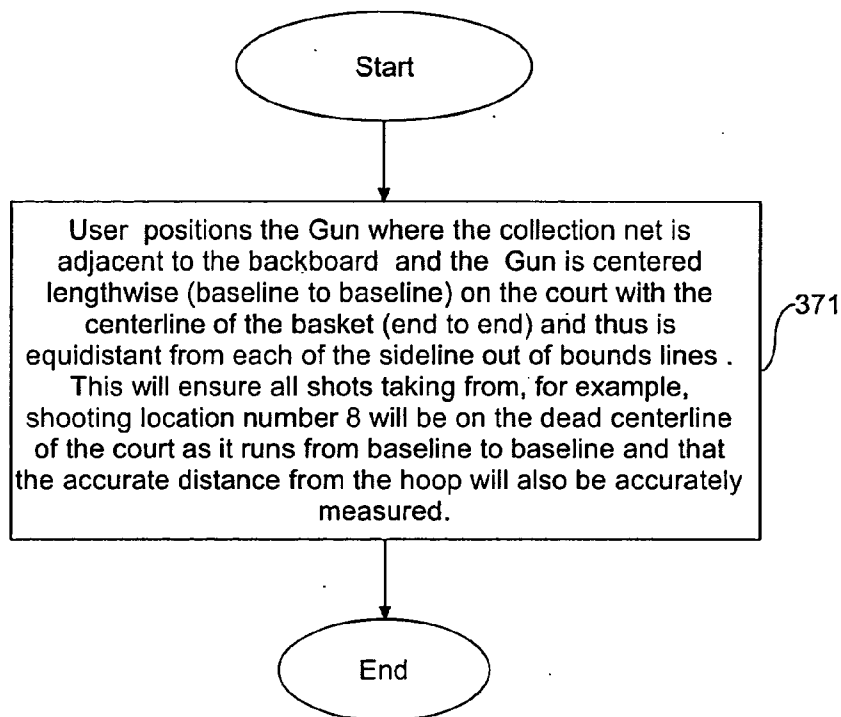 Start
User positions the Gun where the collection net is
adjacent to the backboard and the Gun is centered
lengthwise (baseline to baseline) on the court with the
centerline of the basket (end to end) and thus is
equidistant from each of the sideline out of bounds lines .
This will ensure all shots taking from, for example,
shooting location number 8 will be on the dead centerline
of the court as it runs from baseline to baseline and that
the accurate distance from the hoop will also be accurately
measured.
371
End